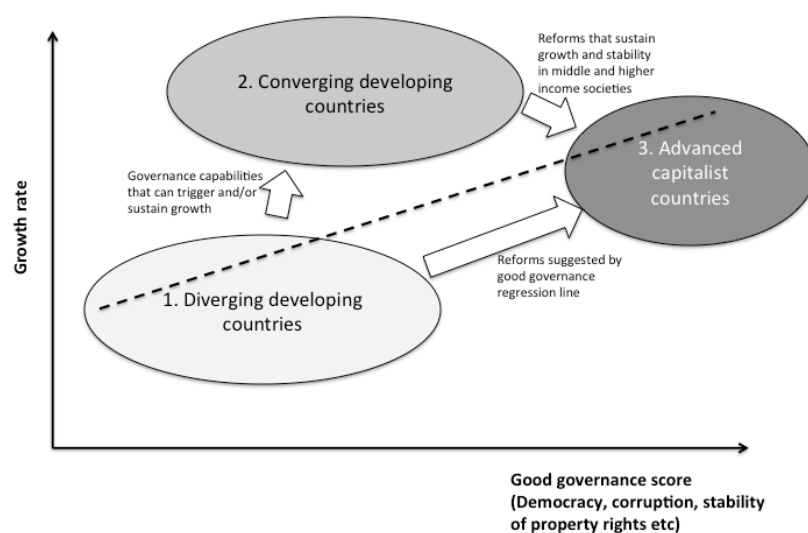 Reforms that sustain
growth and stability
in middle and higher
income societies
2. Converging developing
countries
3. Advanced
capitalist
countries
Governance capabilities
that can trigger and/or
sustain growth
Growth rate
Reforms suggested by
good governance
regression line
1. Diverging developing
countries
Good governance score
(Democracy, corruption, stability
of property rights etc)